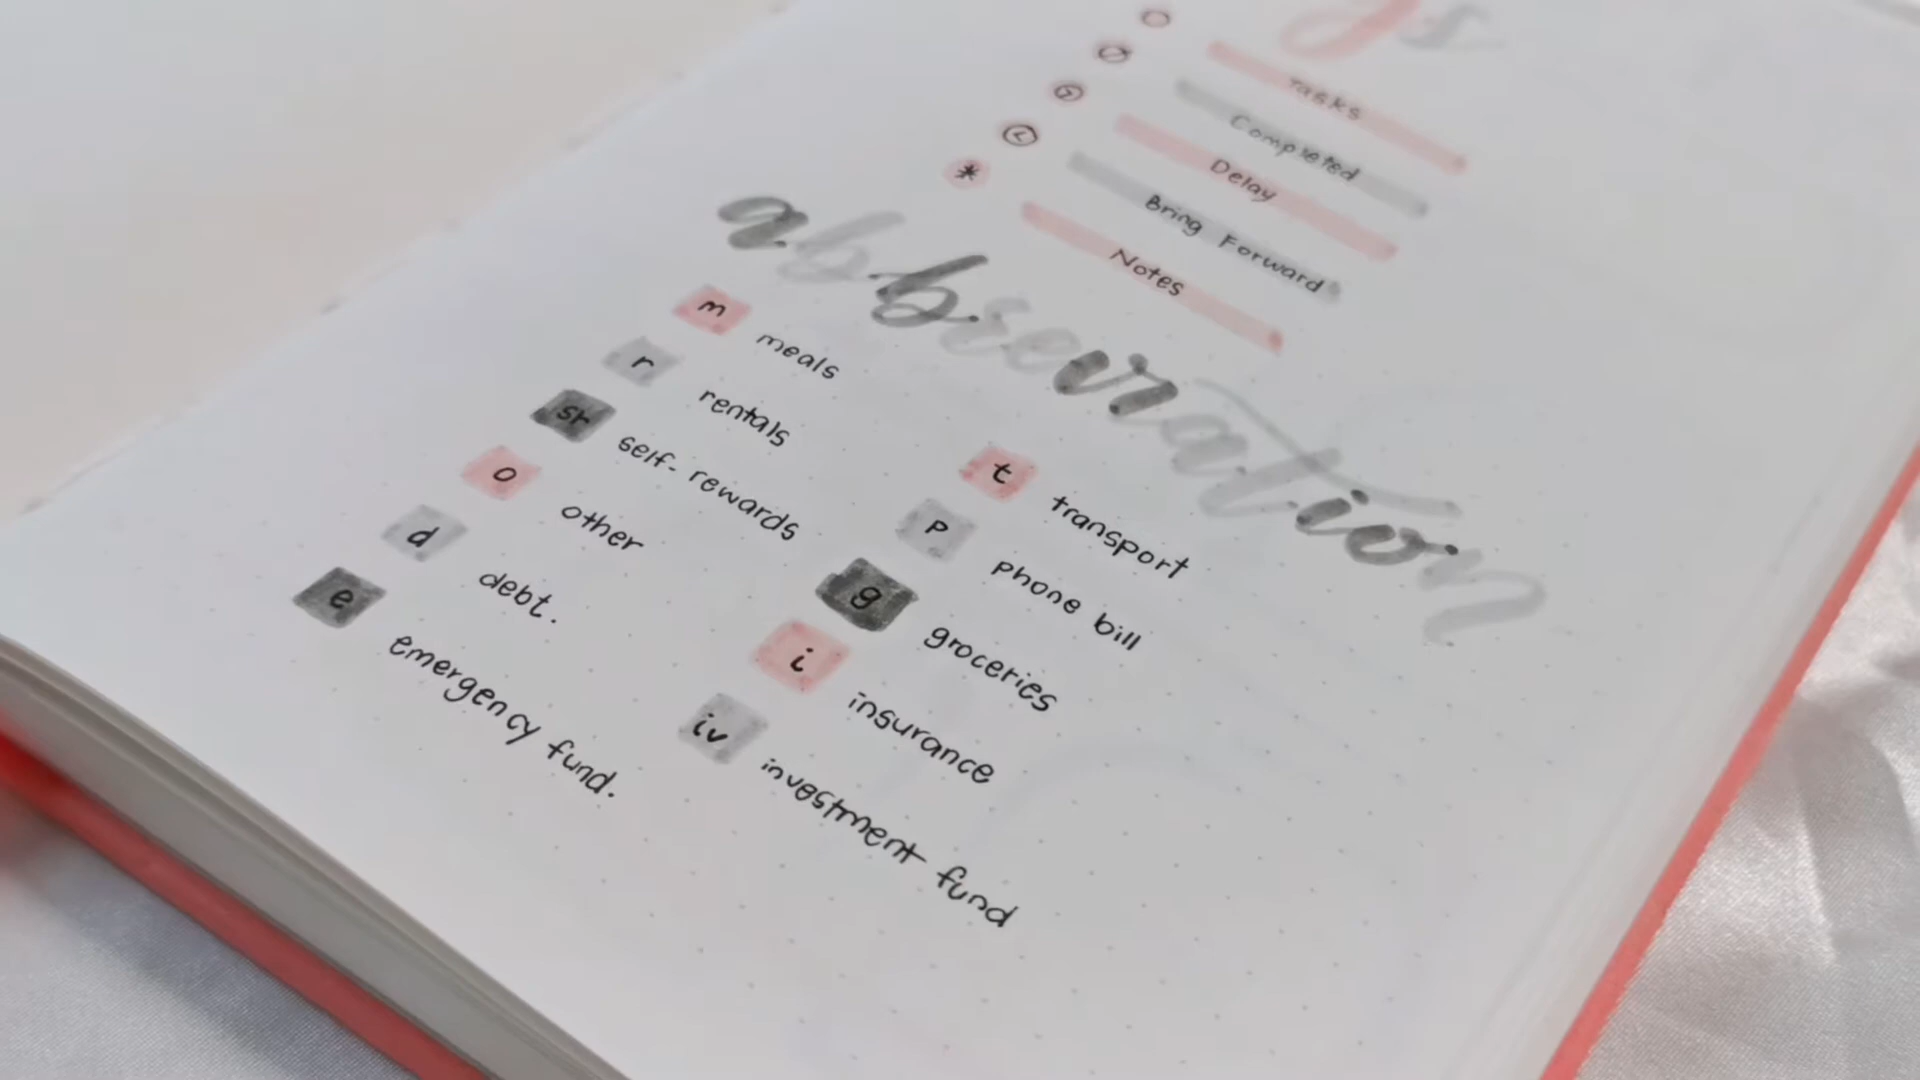 Tasks
Completed
Delay
Bring Forward
* Notes
abbreviation
m meals
r rentals
sr self-rewards
o other
d debt.
e emergency fund.
t transport
p phone bill
g groceries
i insurance
iv investment fund